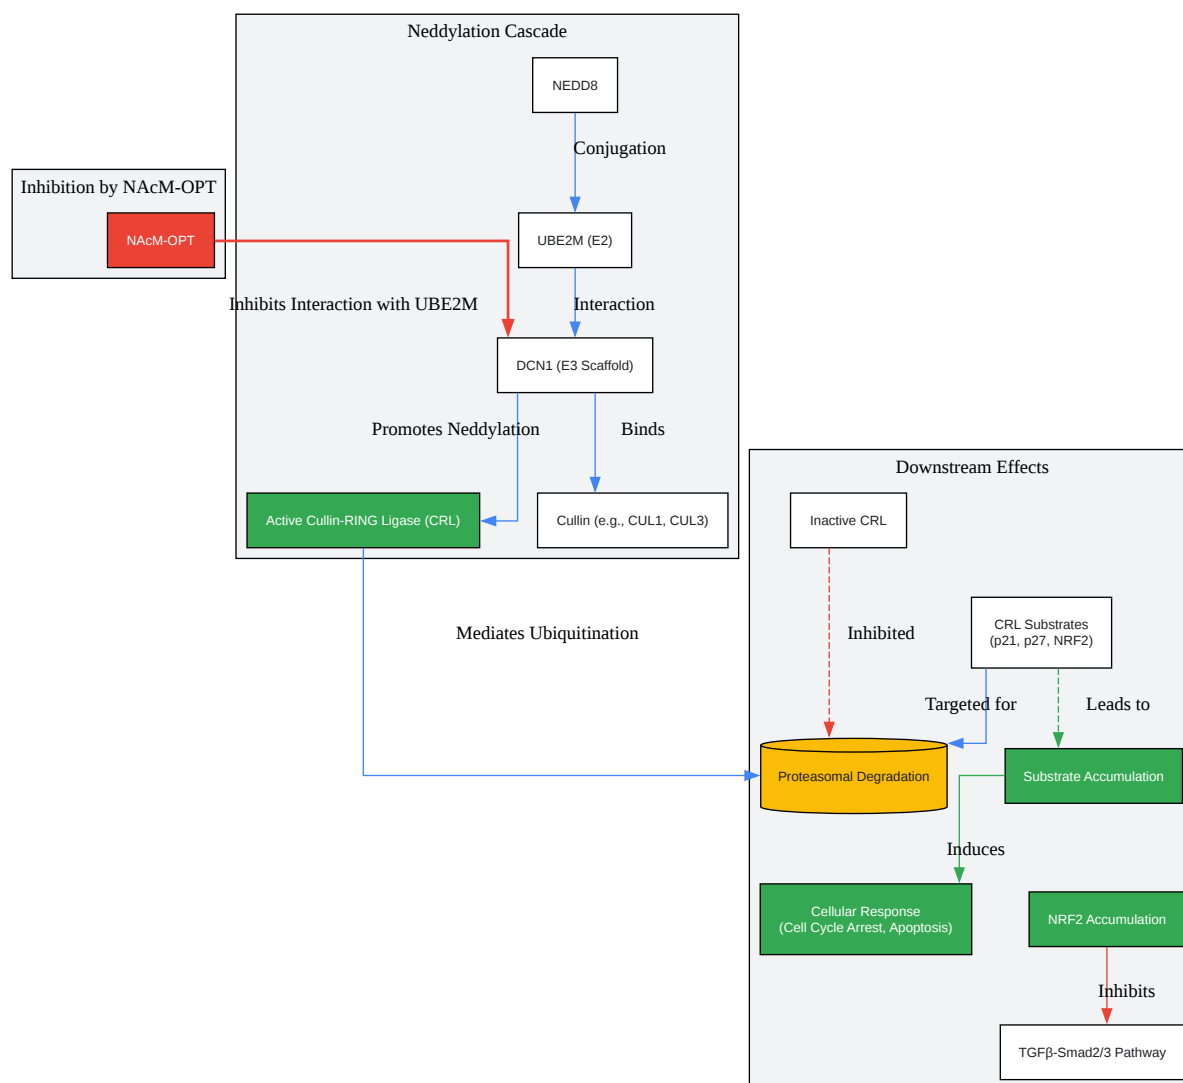 Neddylation Cascade
NEDD8
Conjugation
Inhibition by NAcM-OPT
NAcM-OPT
UBE2M (E2)
Inhibits Interaction with UBE2M
Interaction
DCN1 (E3 Scaffold)
Promotes Neddylation
Binds
Active Cullin-RING Ligase (CRL)
Cullin (e.g., CUL1, CUL3)
Downstream Effects
Inactive CRL
Mediates Ubiquitination
Inhibited
CRL Substrates
(p21, p27, NRF2)
Targeted for
Leads to
Proteasomal Degradation
Substrate Accumulation
Induces
Cellular Response
(Cell Cycle Arrest, Apoptosis)
NRF2 Accumulation
Inhibits
TGFβ-Smad2/3 Pathway